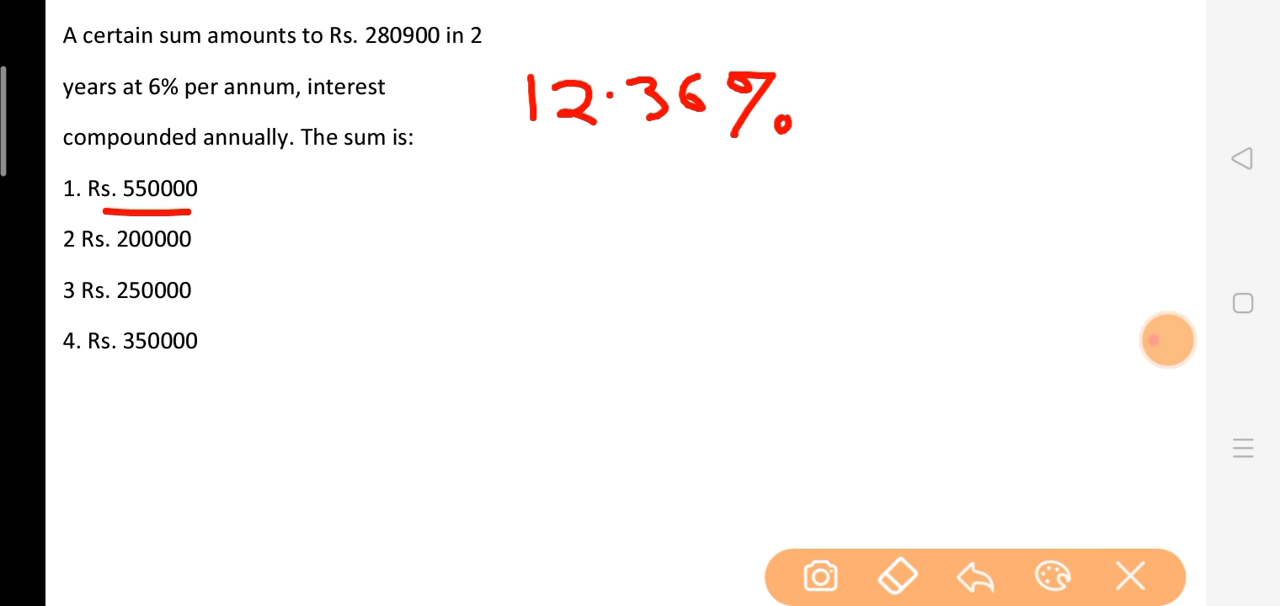 A certain sum amounts to Rs. 280900 in 2
years at 6% per annum, interest
compounded annually. The sum is:
12.36%
1. Rs. 550000
2 Rs. 200000
3 Rs. 250000
4. Rs. 350000